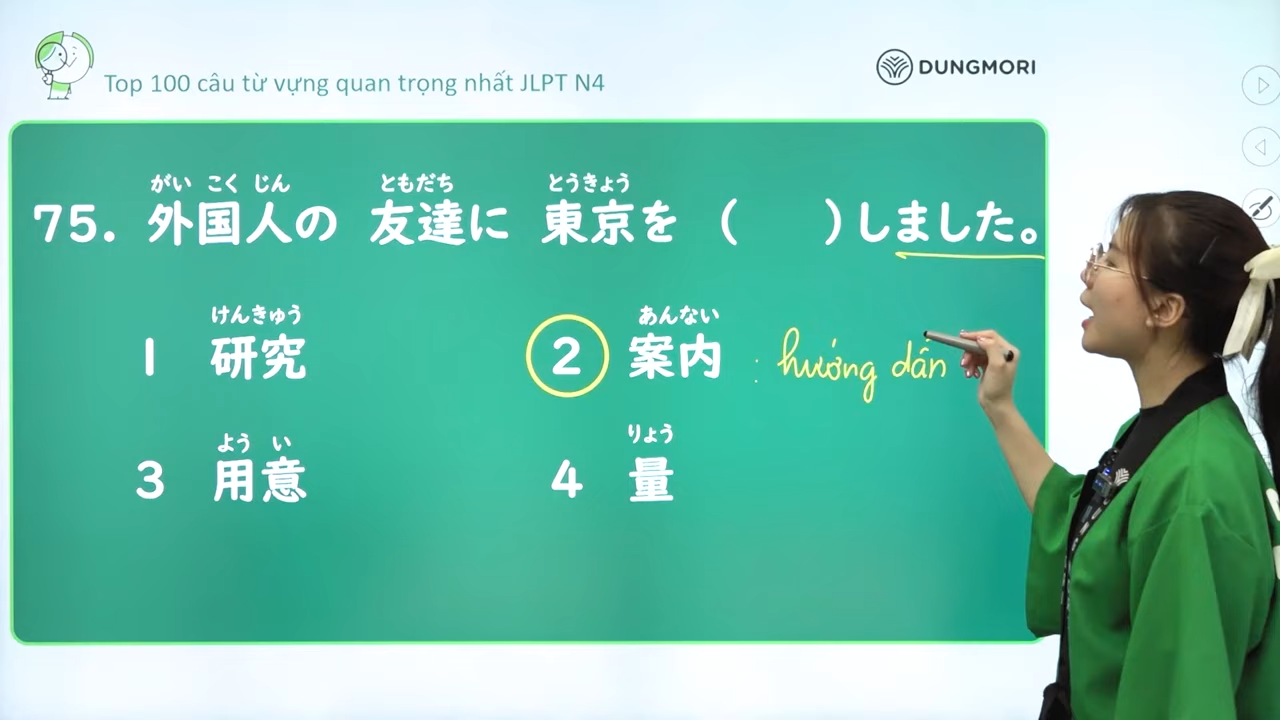 Top 100 câu từ vựng quan trọng nhất JLPT N4
DUNGMORI
がい こく じん ともだち とうきょう
75. 外国人の 友達に 東京を ( )しました。
けんきゅう あんない
1 研究 2 案内 : hướng dẫn
よう い りょう
3 用意 4 量